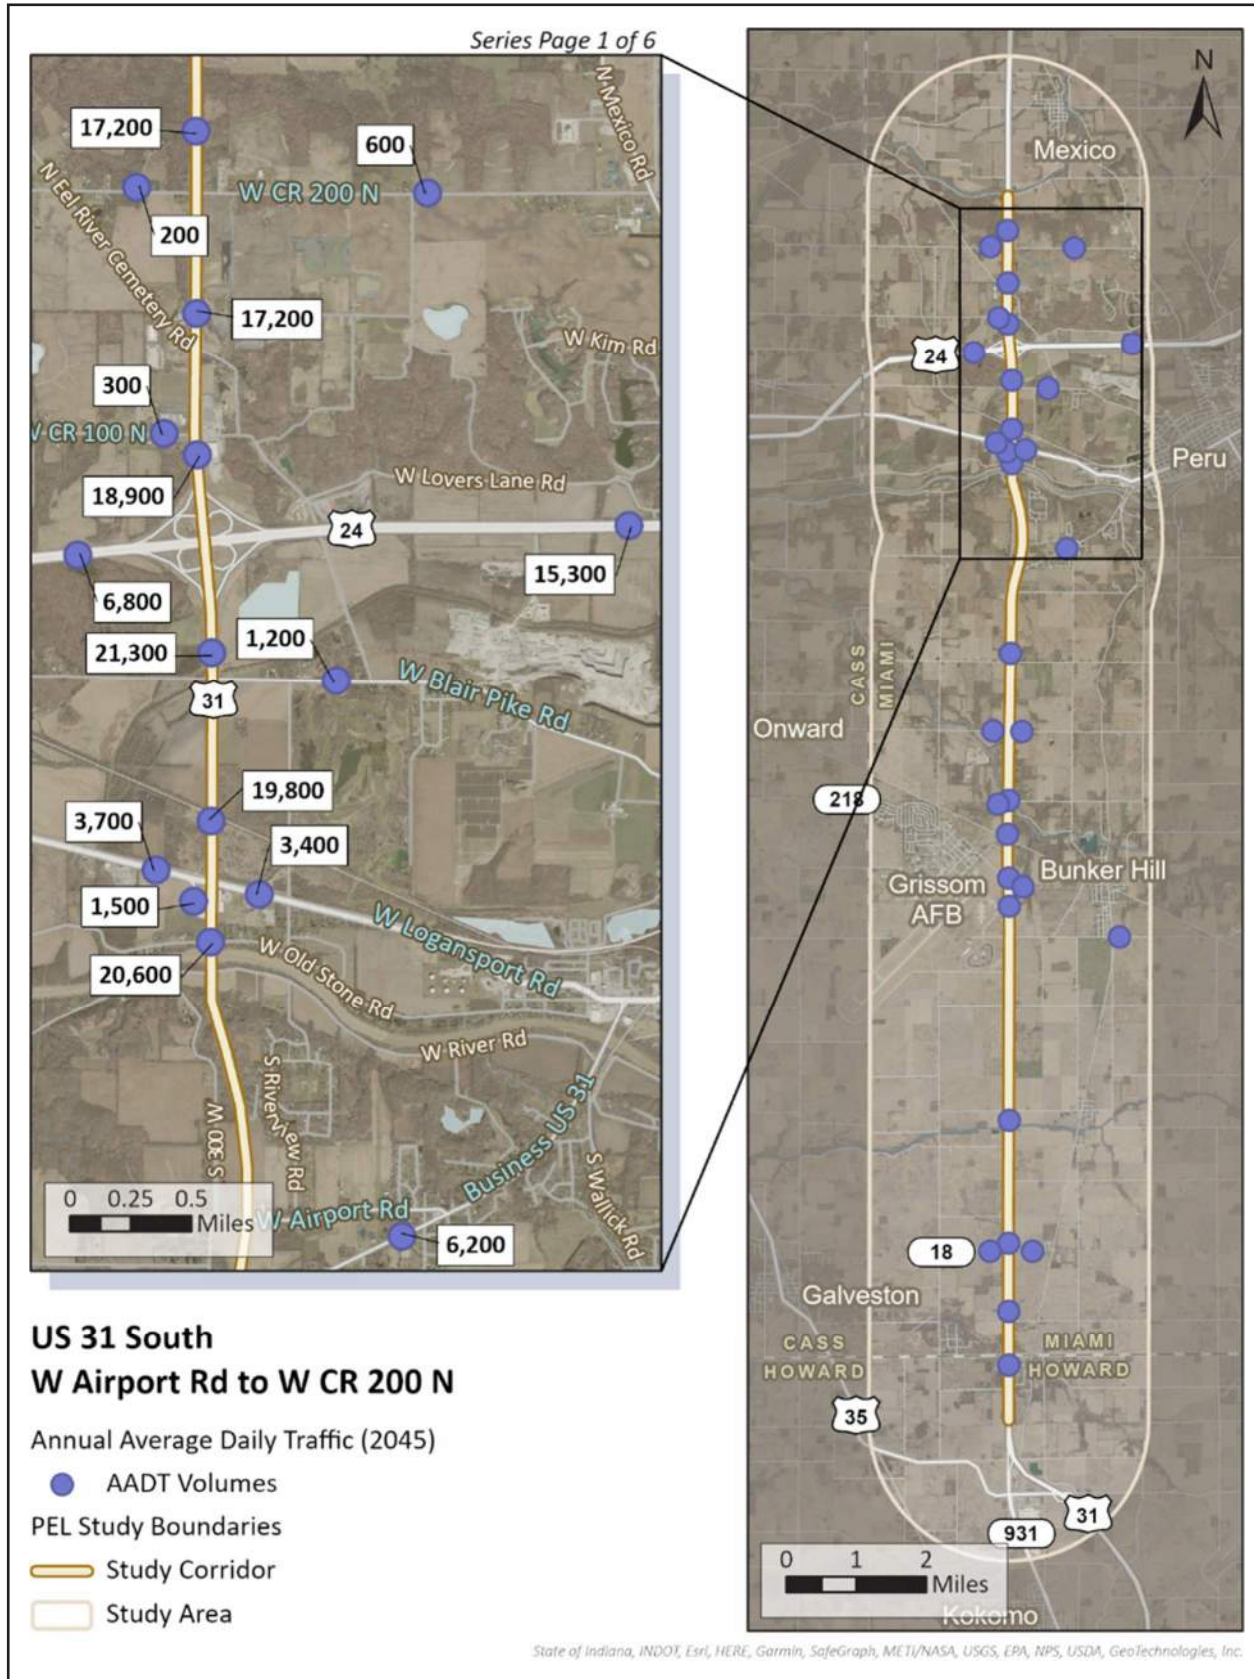 Series Page 1 of 6
17,200
600
N Mexico Rd
W CR 200 N
200
N Eel River Cemetery Rd
17,200
W Kim Rd
300
W CR 100 N
18,900
W Lovers Lane Rd
24
15,300
6,800
21,300
1,200
W Blair Pike Rd
31
19,800
3,700
3,400
1,500
W Logansport Rd
20,600
W Old Stone Rd
W River Rd
S Riverview Rd
S 300 W
Business US 31
S Wallick Rd
0 0.25 0.5
Miles
W Airport Rd
6,200
N
Mexico
24
Peru
CASS
MIAMI
Onward
218
Grissom
AFB
Bunker Hill
18
Galveston
CASS
HOWARD
MIAMI
HOWARD
35
31
931
0 1 2
Miles
Kokomo
US 31 South
W Airport Rd to W CR 200 N
Annual Average Daily Traffic (2045)
AADT Volumes
PEL Study Boundaries
Study Corridor
Study Area
State of Indiana, INDOT, Esri, HERE, Garmin, SafeGraph, METI/NASA, USGS, EPA, NPS, USDA, GeoTechnologies, Inc.